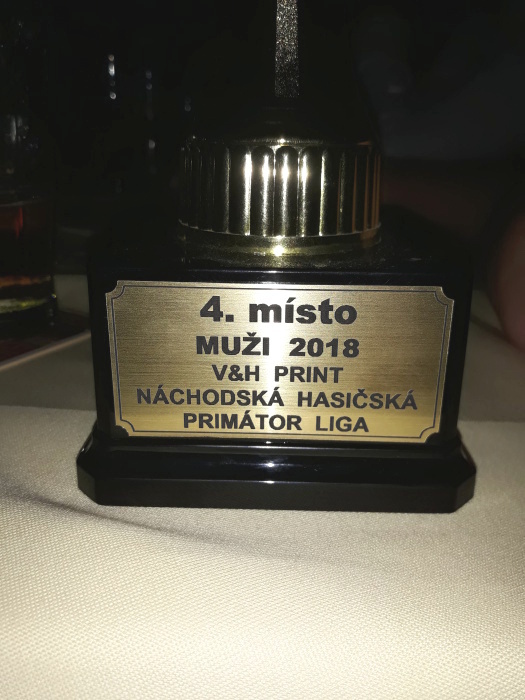 4. místo
MUŽI 2018
V&H PRINT
NÁCHODSKÁ HASIČSKÁ
PRIMÁTOR LIGA